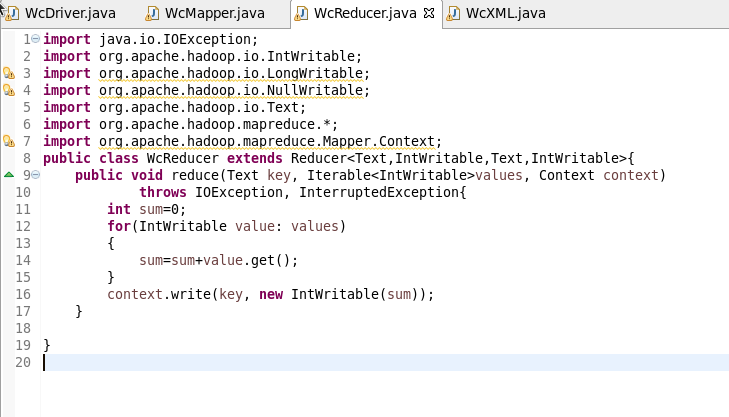 WcDriver.java WcMapper.java WcReducer.java WcXML.java
1 import java.io.IOException;
2 import org.apache.hadoop.io.IntWritable;
3 import org.apache.hadoop.io.LongWritable;
4 import org.apache.hadoop.io.NullWritable;
5 import org.apache.hadoop.io.Text;
6 import org.apache.hadoop.mapreduce.*;
7 import org.apache.hadoop.mapreduce.Mapper.Context;
8 public class WcReducer extends Reducer<Text,IntWritable,Text,IntWritable>{
9     public void reduce(Text key, Iterable<IntWritable>values, Context context)
10             throws IOException, InterruptedException{
11         int sum=0;
12         for(IntWritable value: values)
13         {
14             sum=sum+value.get();
15         }
16         context.write(key, new IntWritable(sum));
17     }
18
19 }
20